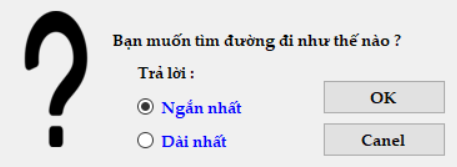 Bạn muốn tìm đường đi như thế nào ?
Trả lời :
Ngắn nhất
OK
Dài nhất
Canel